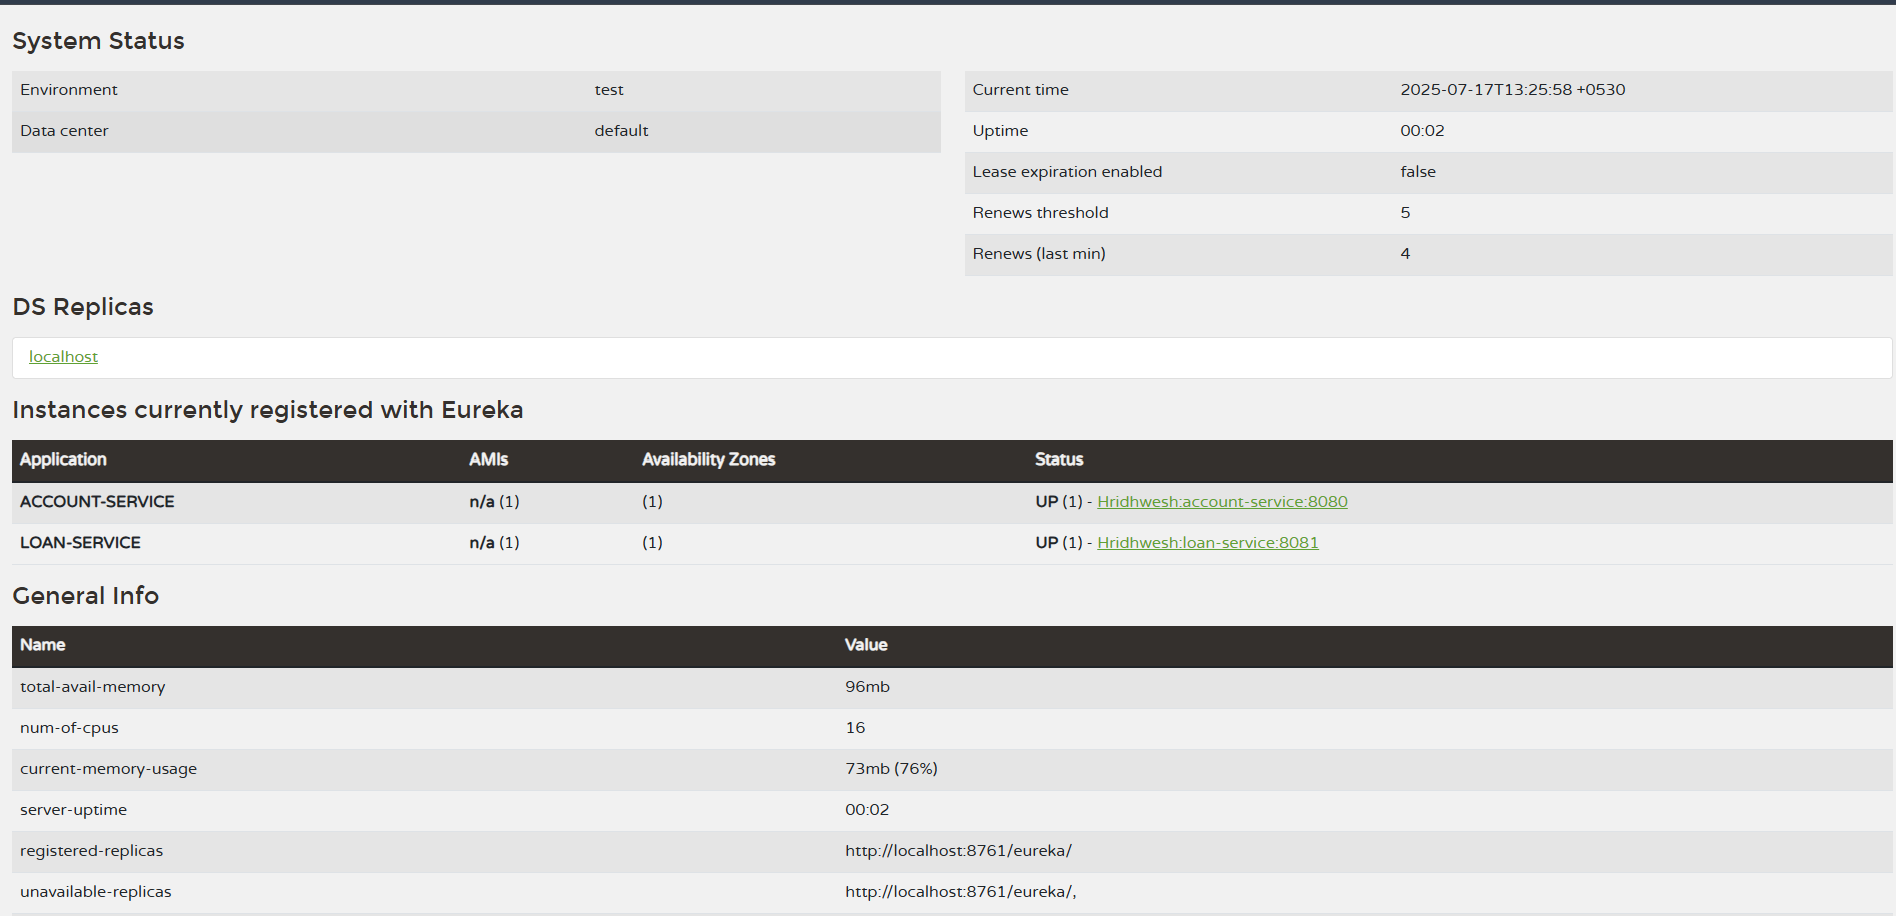 System Status
Environment test
Data center default
Current time 2025-07-17T13:25:58 +0530
Uptime 00:02
Lease expiration enabled false
Renews threshold 5
Renews (last min) 4
DS Replicas
localhost
Instances currently registered with Eureka
Application AMIs Availability Zones Status
ACCOUNT-SERVICE n/a (1) (1) UP (1) - Hridhwesh:account-service:8080
LOAN-SERVICE n/a (1) (1) UP (1) - Hridhwesh:loan-service:8081
General Info
Name Value
total-avail-memory 96mb
num-of-cpus 16
current-memory-usage 73mb (76%)
server-uptime 00:02
registered-replicas http://localhost:8761/eureka/
unavailable-replicas http://localhost:8761/eureka/,